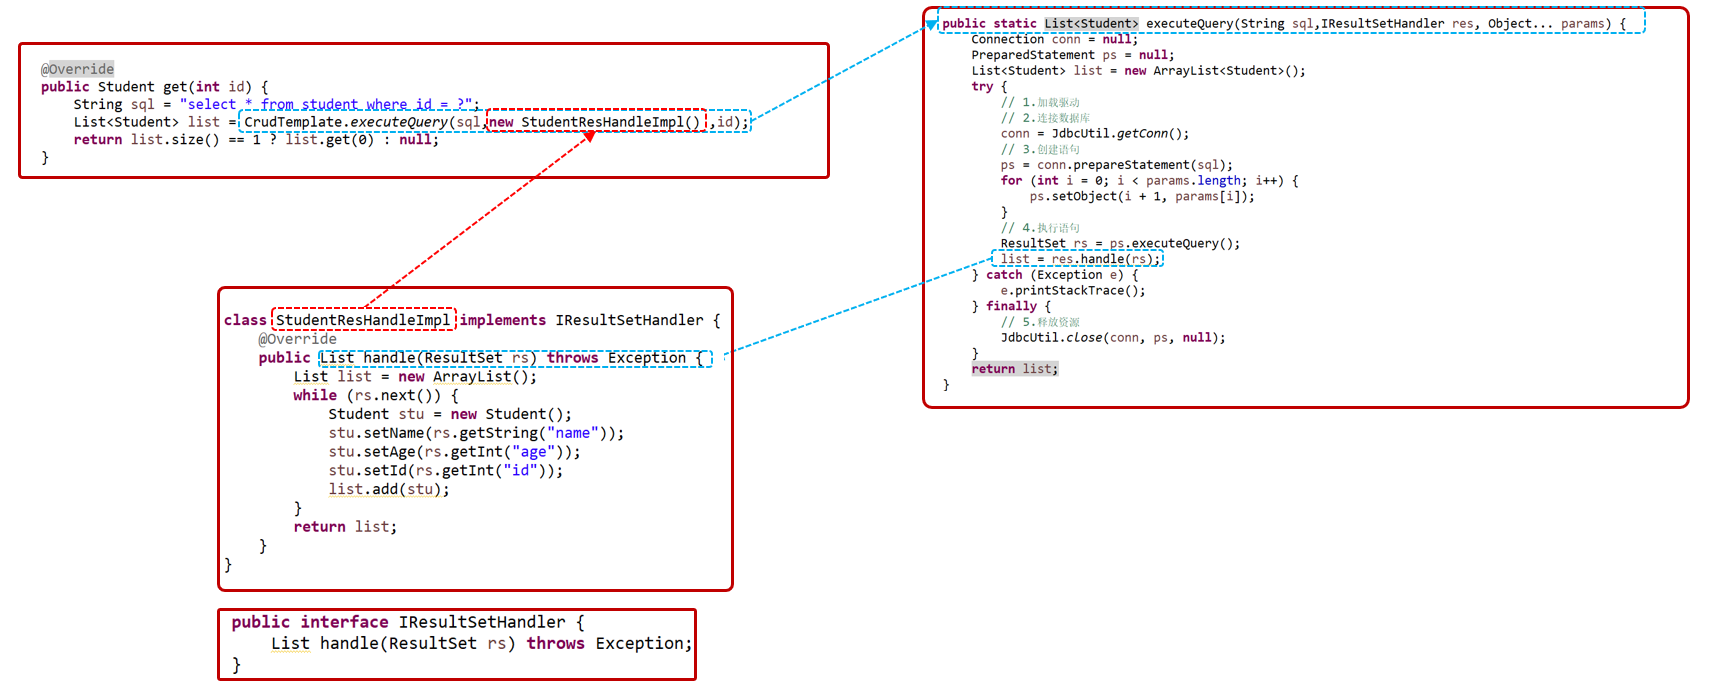 @Override
public Student get(int id) {
String sql = "select * from student where id = ?";
List<Student> list = CrudTemplate.executeQuery(sql,new StudentResHandleImpl() ,id);
return list.size() == 1 ? list.get(0) : null;
}
class StudentResHandleImpl implements IResultSetHandler {
@Override
public List handle(ResultSet rs) throws Exception {
List list = new ArrayList();
while (rs.next()) {
Student stu = new Student();
stu.setName(rs.getString("name"));
stu.setAge(rs.getInt("age"));
stu.setId(rs.getInt("id"));
list.add(stu);
}
return list;
}
}
public interface IResultSetHandler {
List handle(ResultSet rs) throws Exception;
}
public static List<Student> executeQuery(String sql,IResultSetHandler res, Object... params) {
Connection conn = null;
PreparedStatement ps = null;
List<Student> list = new ArrayList<Student>();
try {
// 1.加载驱动
// 2.连接数据库
conn = JdbcUtil.getConn();
// 3.创建语句
ps = conn.prepareStatement(sql);
for (int i = 0; i < params.length; i++) {
ps.setObject(i + 1, params[i]);
}
// 4.执行语句
ResultSet rs = ps.executeQuery();
list = res.handle(rs);
} catch (Exception e) {
e.printStackTrace();
} finally {
// 5.释放资源
JdbcUtil.close(conn, ps, null);
}
return list;
}